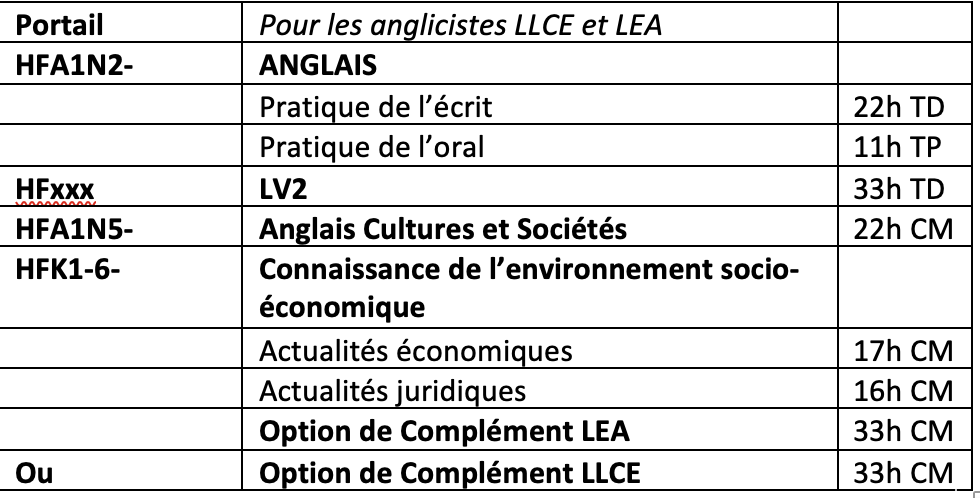 Portail Pour les anglicistes LLCE et LEA
HFA1N2- ANGLAIS
Pratique de l’écrit 22h TD
Pratique de l’oral 11h TP
HFxxx LV2 33h TD
HFA1N5- Anglais Cultures et Sociétés 22h CM
HFK1-6- Connaissance de l’environnement socio-
économique
Actualités économiques 17h CM
Actualités juridiques 16h CM
Option de Complément LEA 33h CM
Ou Option de Complément LLCE 33h CM